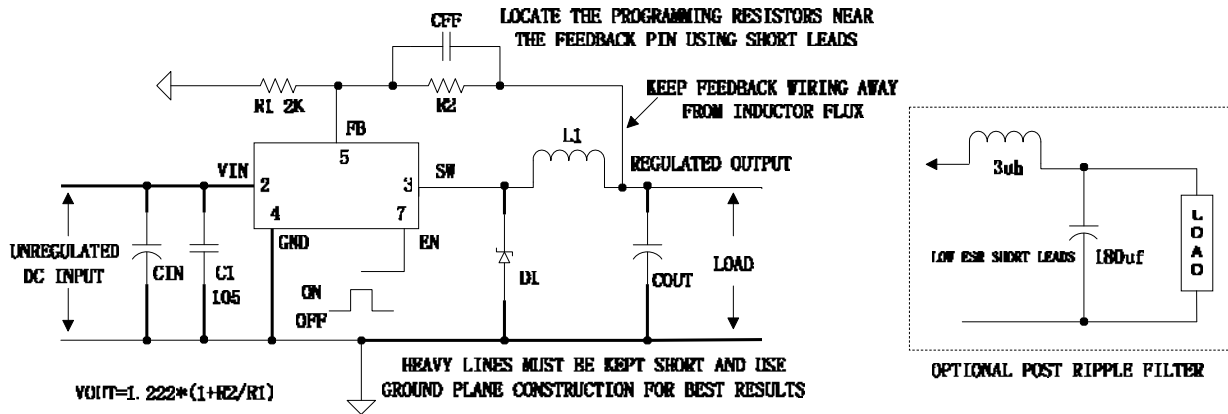 LOCATE THE PROGRAMMING RESISTORS NEAR
THE FEEDBACK PIN USING SHORT LEADS
CFF
R1 2K
R2
KEEP FEEDBACK WIRING AWAY
FROM INDUCTOR FLUX
FB
5
L1
VIN
2
SW
3
REGULATED OUTPUT
4
7
GND
EN
UNREGULATED
DC INPUT
CIN
C1
105
ON
OFF
D1
COUT
LOAD
HEAVY LINES MUST BE KEPT SHORT AND USE
GROUND PLANE CONSTRUCTION FOR BEST RESULTS
VOUT=1.222*(1+R2/R1)
3uh
LOW ESR SHORT LEADS
180uf
LOAD
OPTIONAL POST RIPPLE FILTER